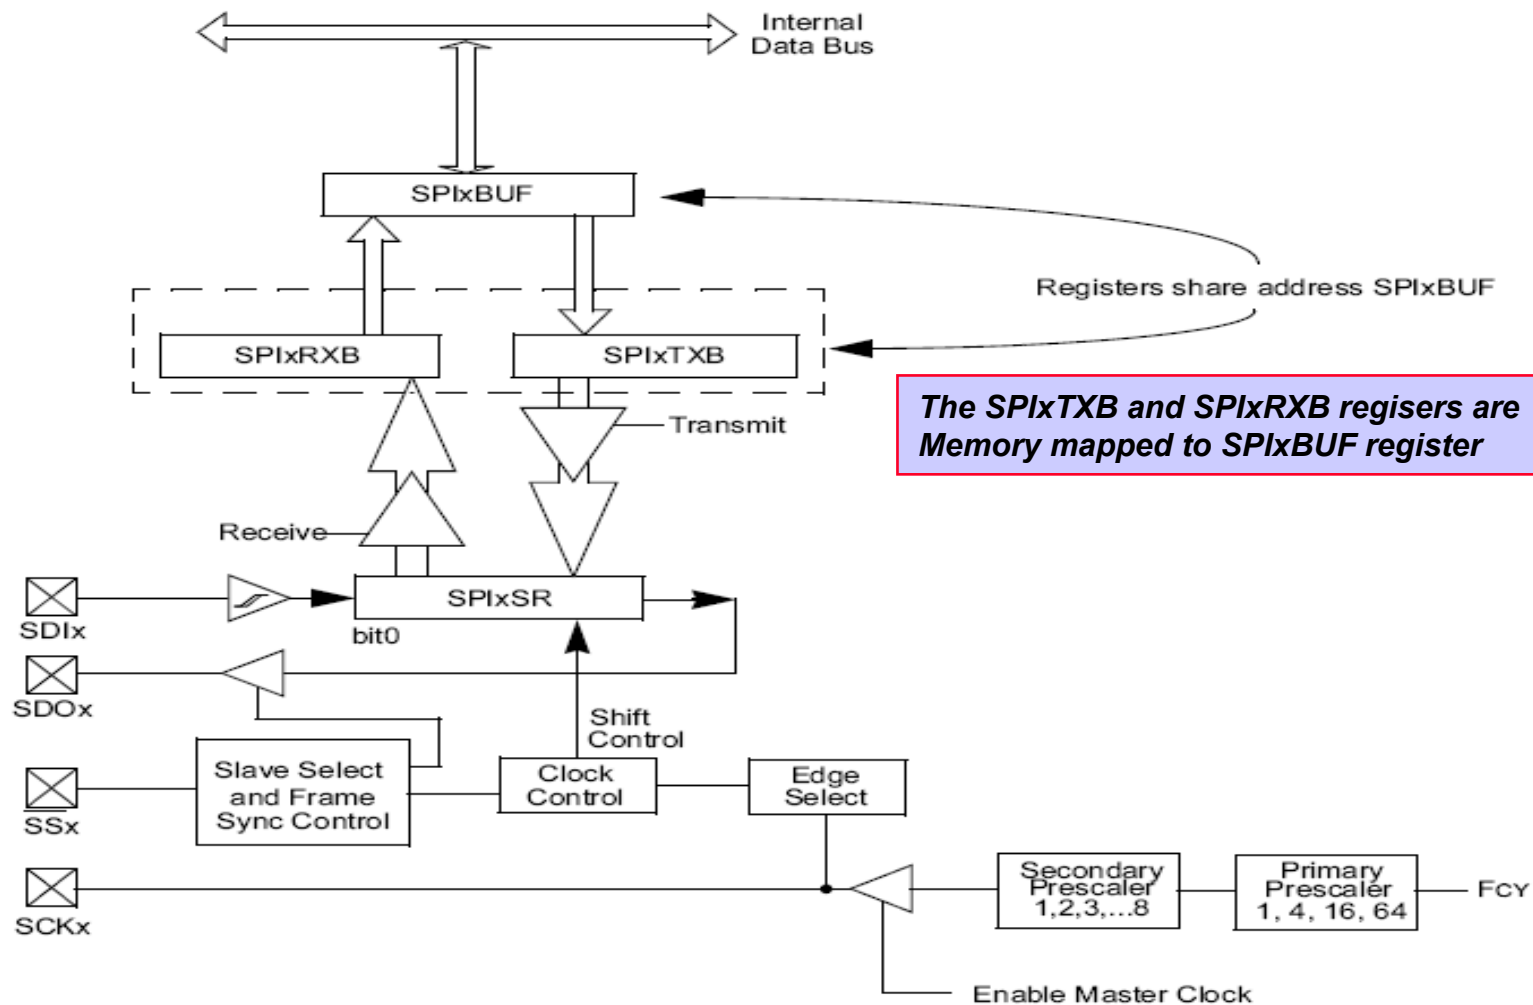 Internal
Data Bus
SPIxBUF
Registers share address SPIxBUF
SPIxRXB
SPIxTXB
The SPIxTXB and SPIxRXB regisers are
Memory mapped to SPIxBUF register
Transmit
Receive
SPIxSR
SDIx
bit0
SDOx
Shift
Control
Slave Select
and Frame
Sync Control
Clock
Control
Edge
Select
SSx
Secondary
Prescaler
1,2,3,...8
Primary
Prescaler
1, 4, 16, 64
FCY
SCKx
Enable Master Clock